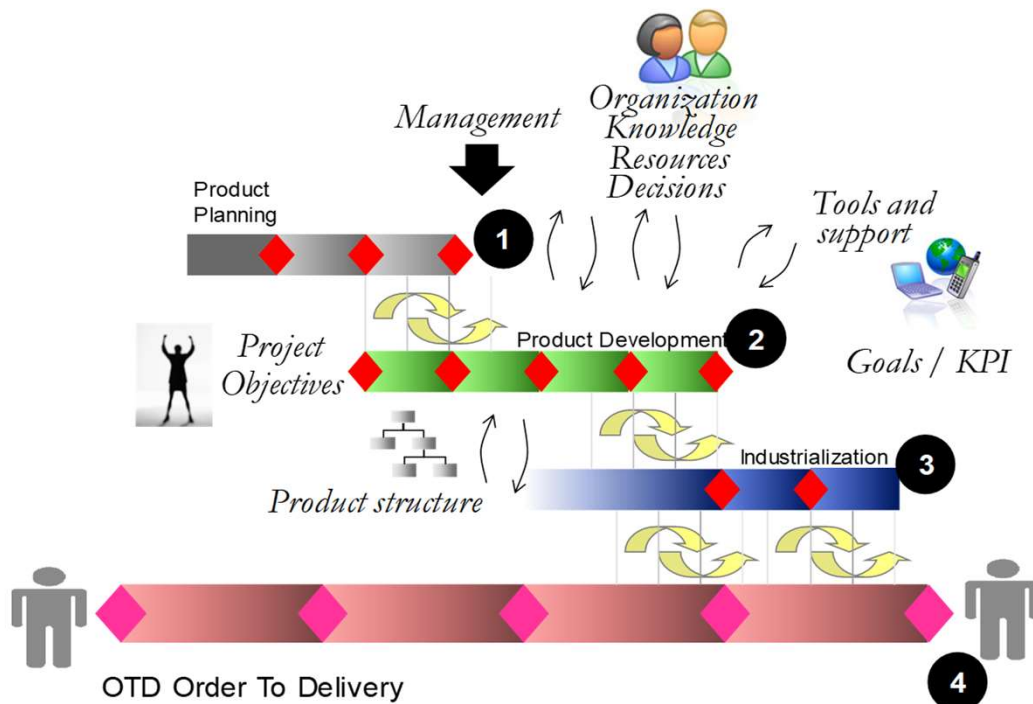 Organization
Knowledge
Resources
Decisions
Management
Product
Planning
1
Tools and
support
Product Development
2
Project
Objectives
Goals / KPI
Industrialization
3
Product structure
OTD Order To Delivery
4